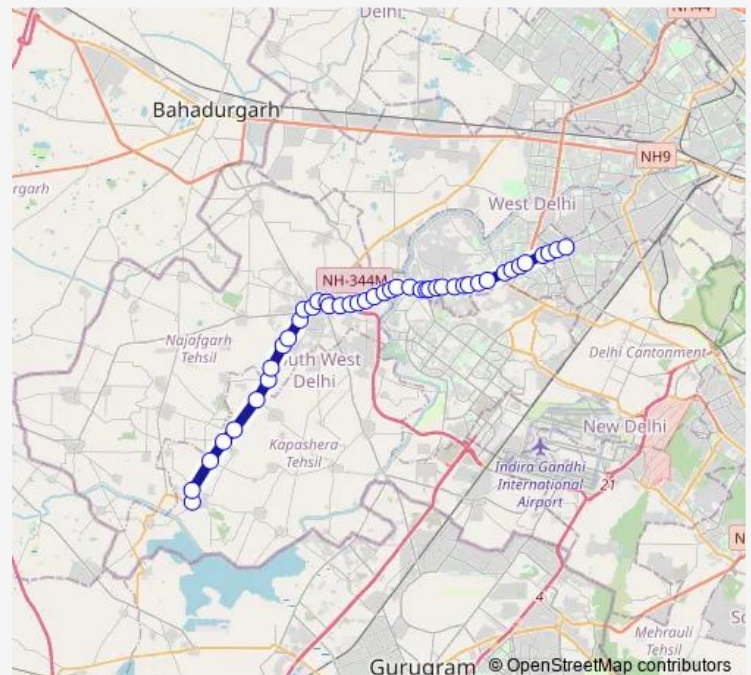 Delhi
NH44
Bahadurgarh
NH9
rgarh
West Delhi
NH-344M
Najafgarh
Tehsil
South West
Delhi
Delhi Cantonment
New Delhi
Kapashera
Tehsil
Indira Gandhi
International
Airport
21
N
4
Mehrauli
Tehsil
So
Gurugram
© OpenStreetMap contributors